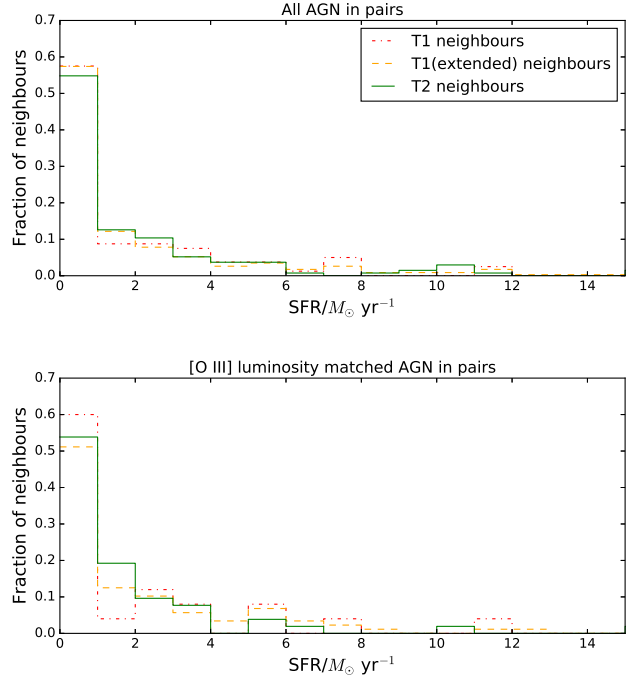 All AGN in pairs
0.7
0.6
0.5
0.4
0.3
0.2
0.1
0.0
Fraction of neighbours
T1 neighbours
T1(extended) neighbours
T2 neighbours
0 2 4 6 8 10 12 14
SFR/M⊙ yr⁻¹
[O III] luminosity matched AGN in pairs
0.7
0.6
0.5
0.4
0.3
0.2
0.1
0.0
Fraction of neighbours
0 2 4 6 8 10 12 14
SFR/M⊙ yr⁻¹